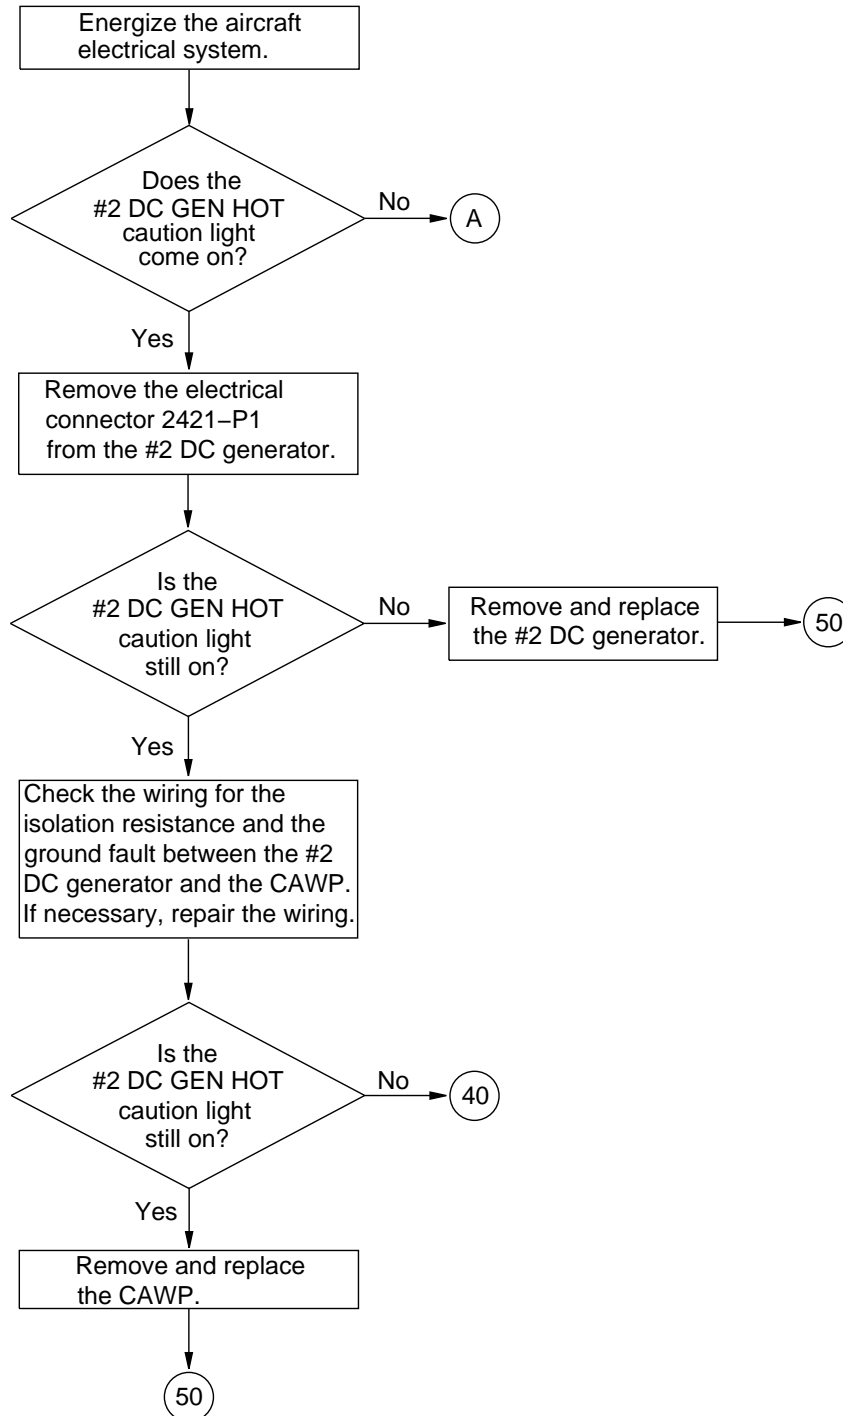 Energize the aircraft
electrical system.
Does the
#2 DC GEN HOT
caution light
come on?
No
A
Yes
Remove the electrical
connector 2421–P1
from the #2 DC generator.
Is the
#2 DC GEN HOT
caution light
still on?
No
Remove and replace
the #2 DC generator.
50
Yes
Check the wiring for the
isolation resistance and the
ground fault between the #2
DC generator and the CAWP.
If necessary, repair the wiring.
Is the
#2 DC GEN HOT
caution light
still on?
No
40
Yes
Remove and replace
the CAWP.
50